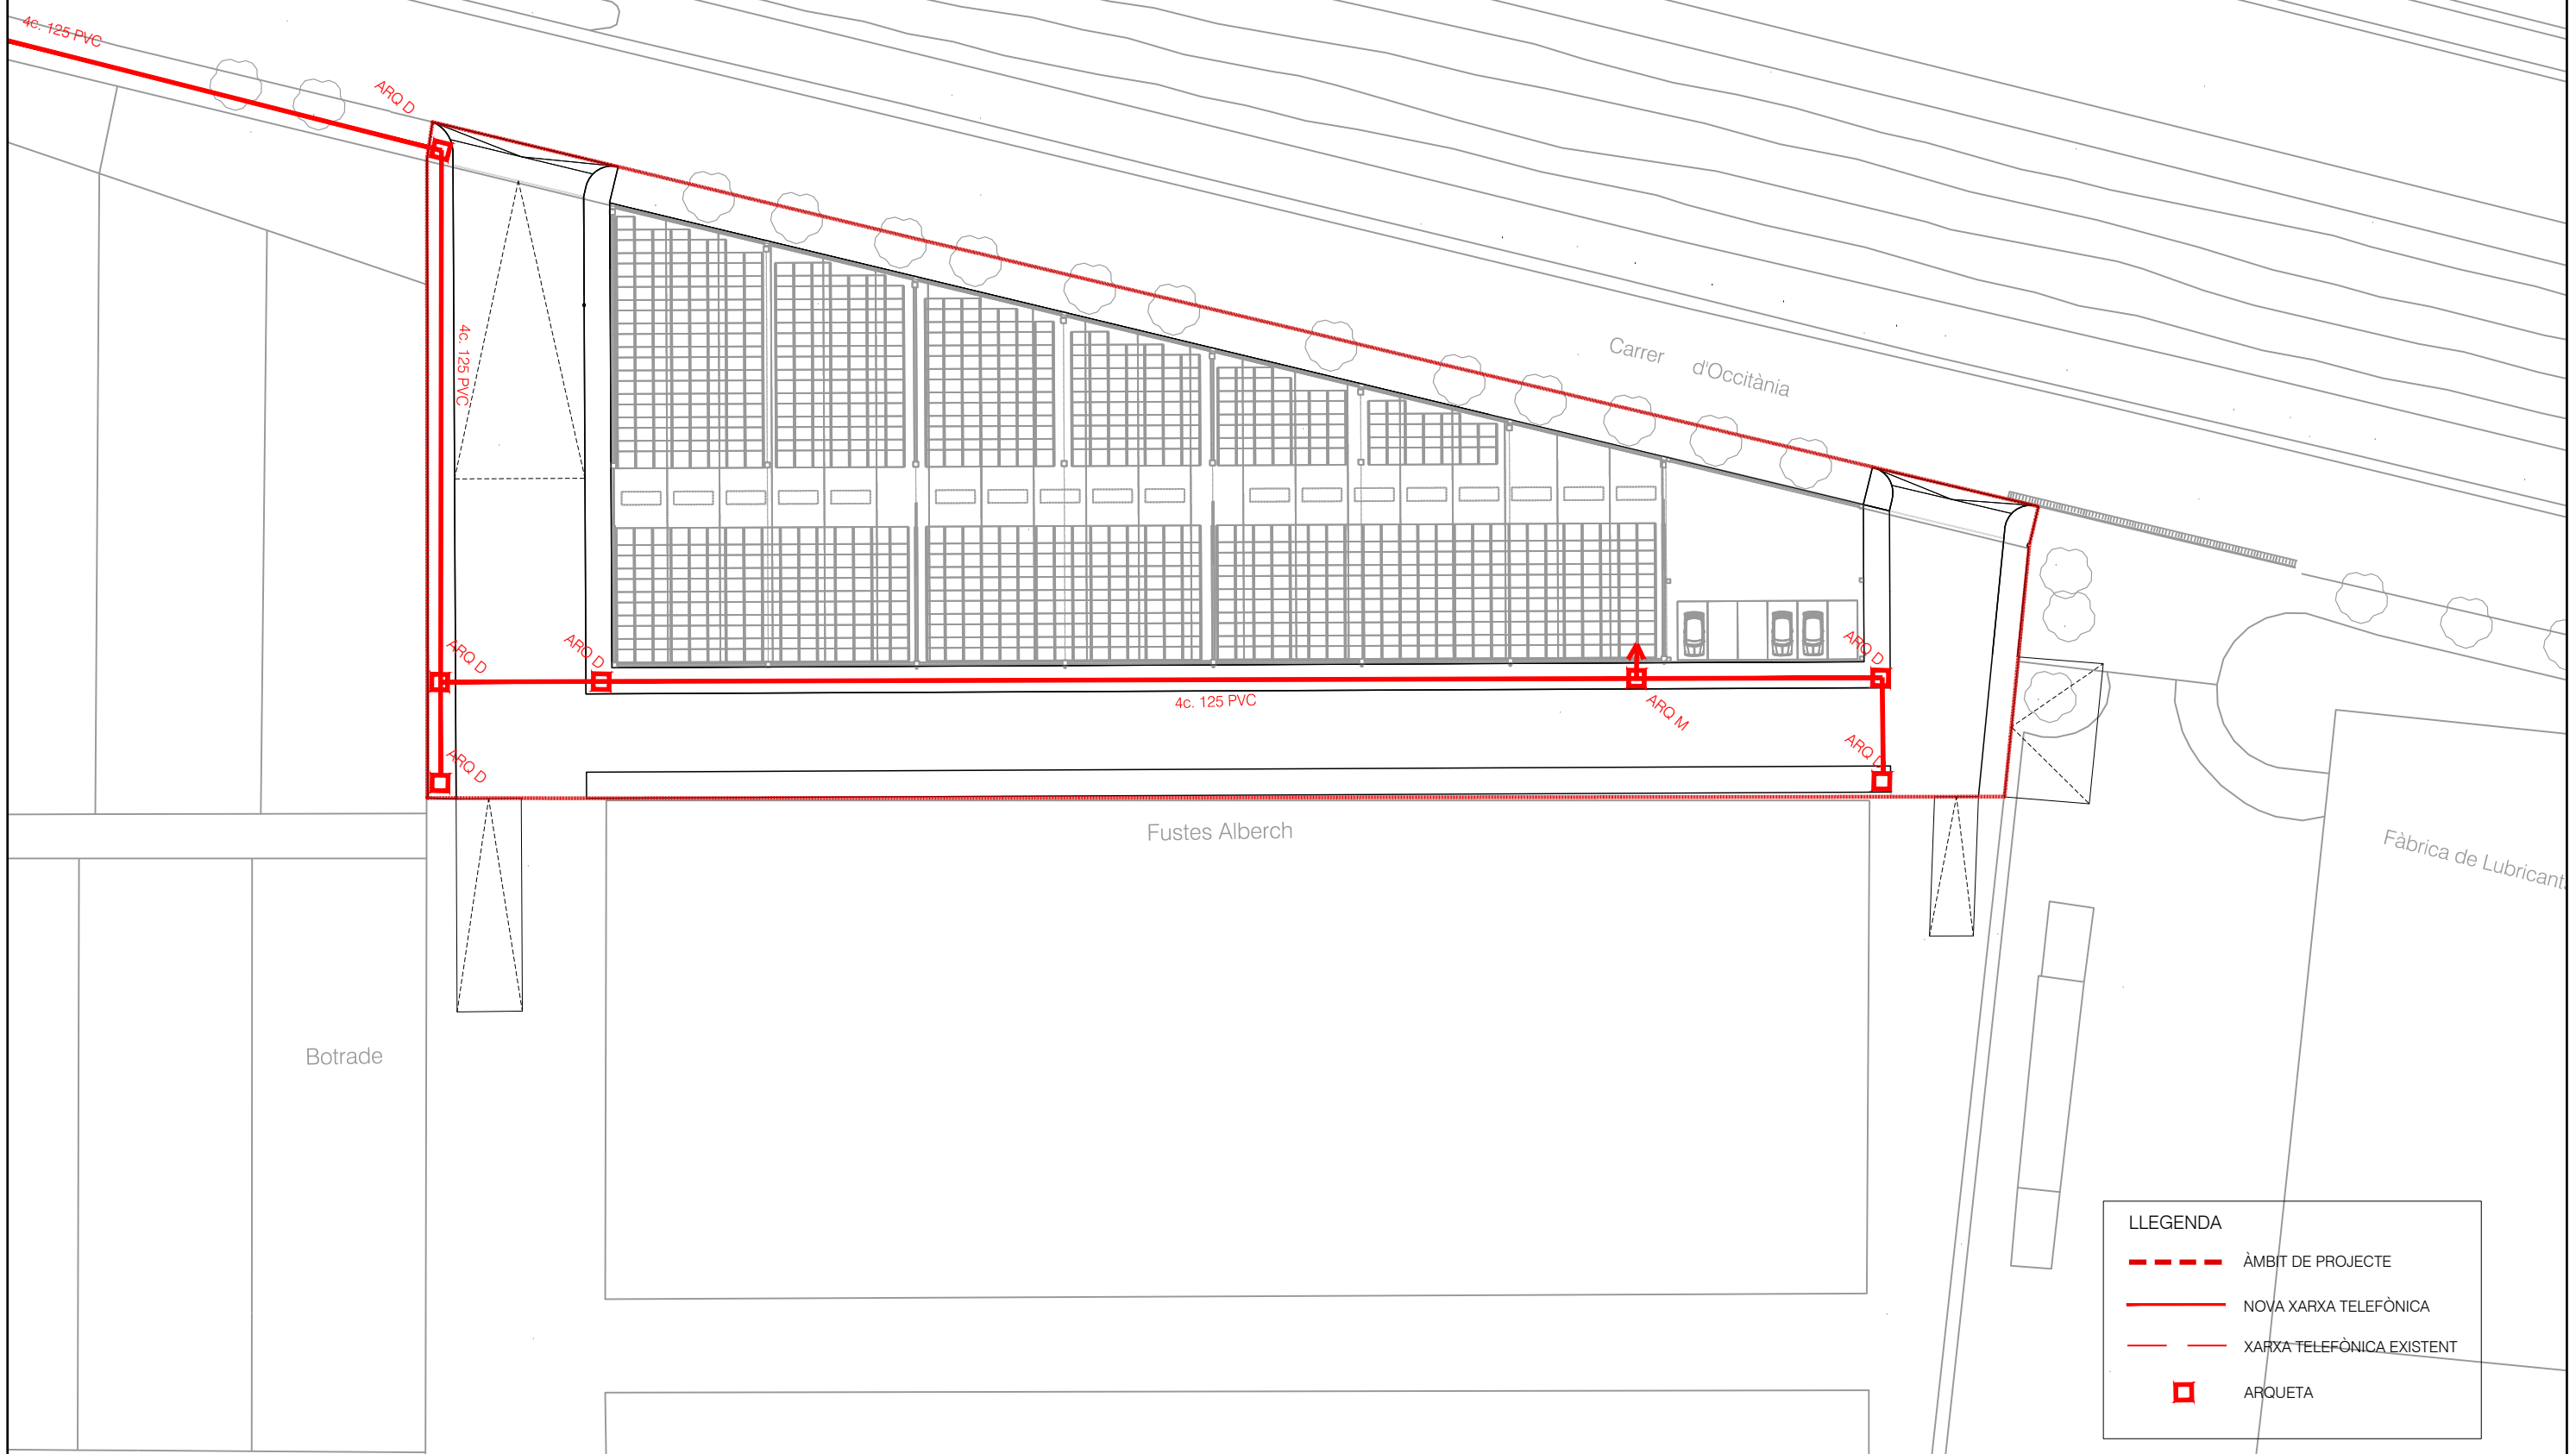 4c. 125 PVC
ARQ D
4c. 125 PVC
Carrer d'Occitània
ARQ D
ARQ D
ARQ D
4c. 125 PVC
ARQ M
ARQ D
ARQ D
Fustes Alberch
Fàbrica de Lubricant
Botrade
LLEGENDA
ÀMBIT DE PROJECTE
NOVA XARXA TELEFÒNICA
XARXA TELEFÒNICA EXISTENT
ARQUETA